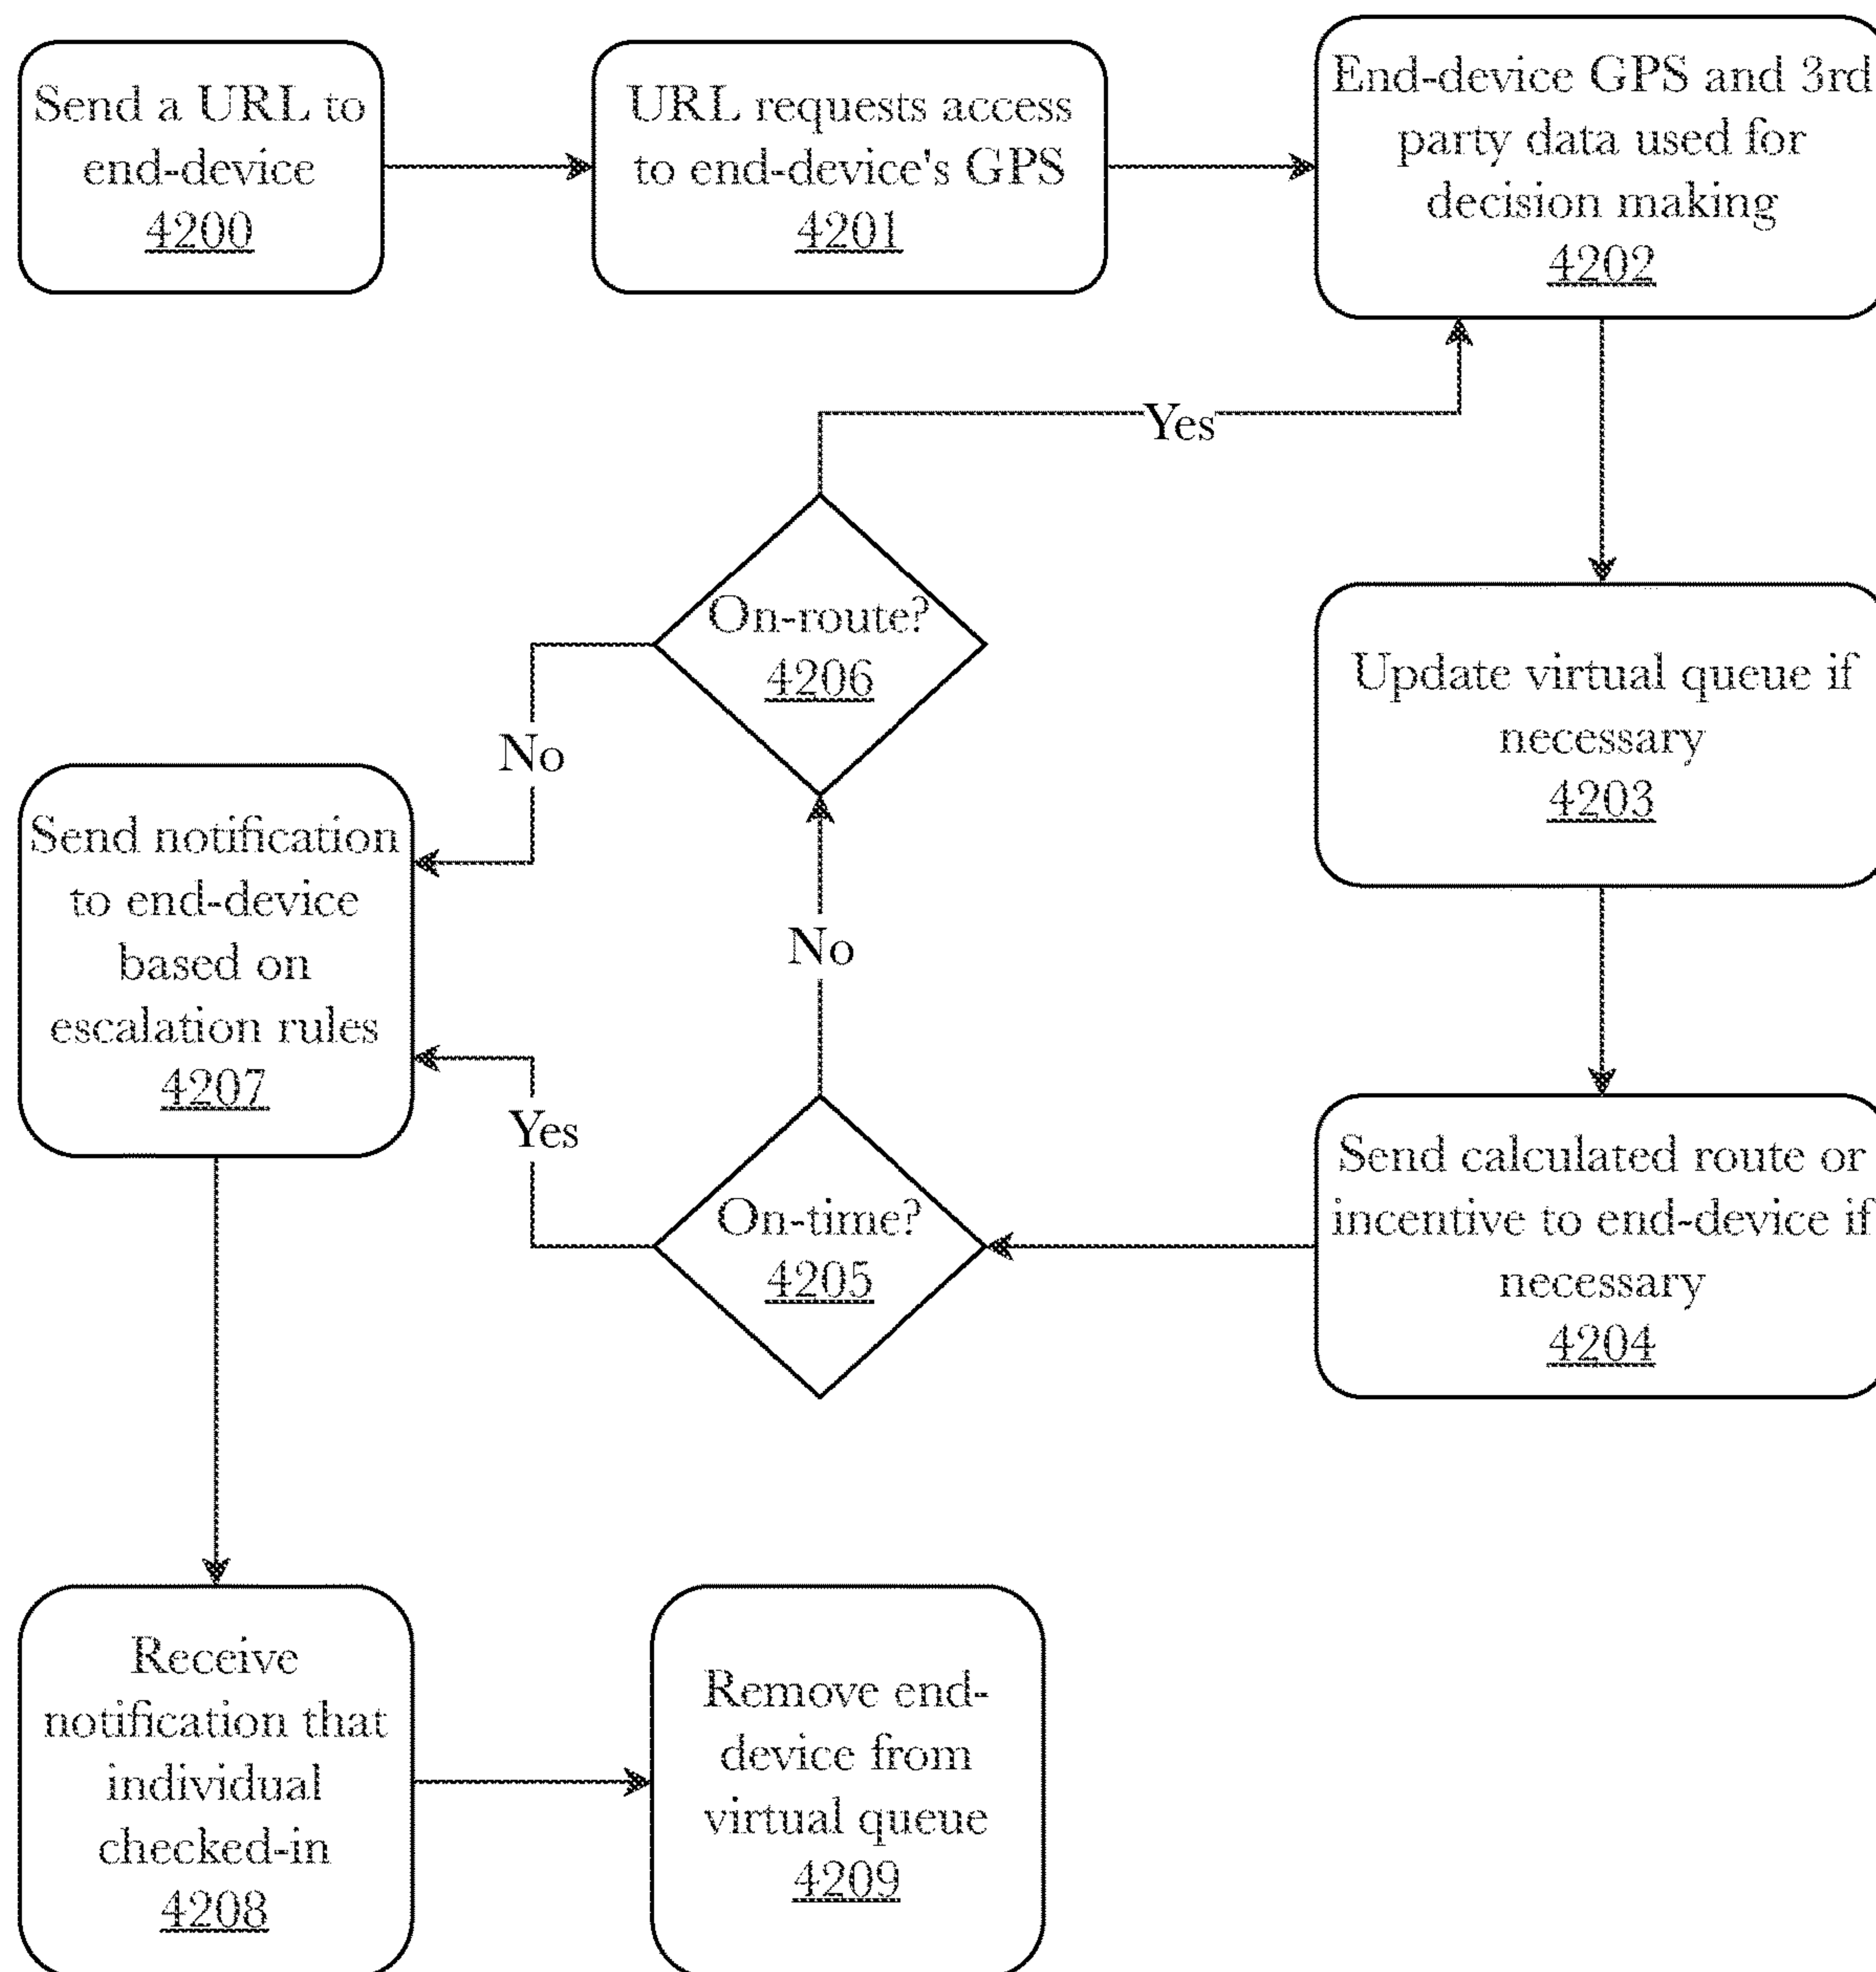 Send a URL to
end-device
4200
URL requests access
to end-device's GPS
4201
End-device GPS and 3rd
party data used for
decision making
4202
Yes
On-route?
4206
No
Update virtual queue if
necessary
4203
Send notification
to end-device
based on
escalation rules
4207
No
Yes
On-time?
4205
Send calculated route or
incentive to end-device if
necessary
4204
Receive
notification that
individual
checked-in
4208
Remove end-
device from
virtual queue
4209